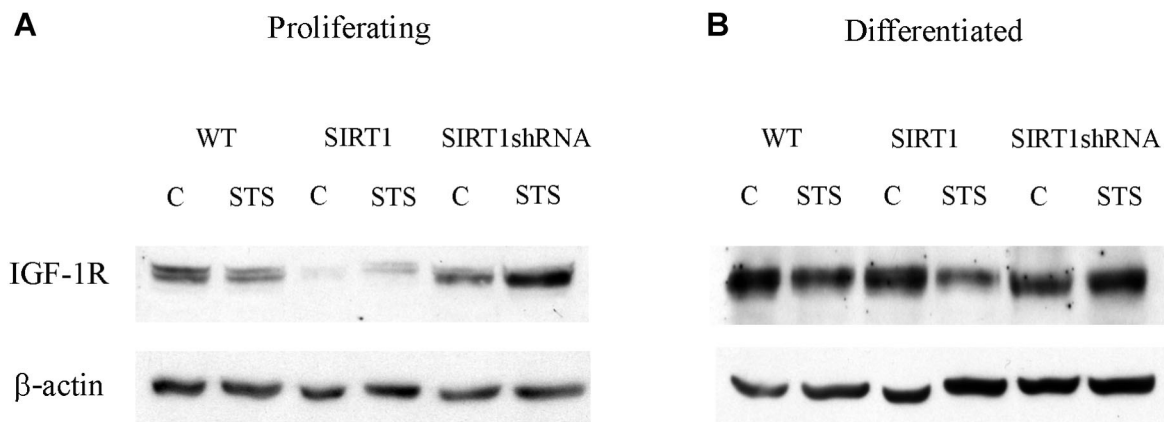 A Proliferating
WT SIRT1 SIRT1shRNA
C STS C STS C STS
IGF-1R
β-actin
B Differentiated
WT SIRT1 SIRT1shRNA
C STS C STS C STS